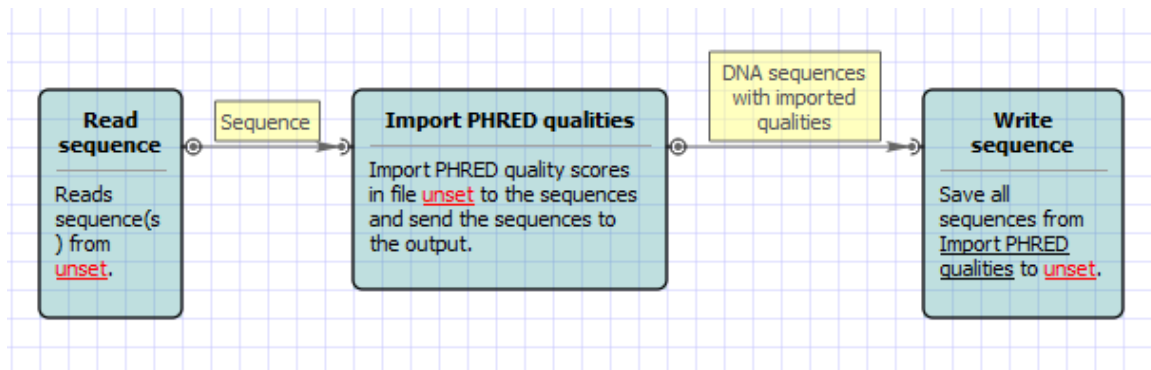 Read
sequence
Reads
sequence(s
) from
unset.
Sequence
Import PHRED qualities
Import PHRED quality scores
in file unset to the sequences
and send the sequences to
the output.
DNA sequences
with imported
qualities
Write
sequence
Save all
sequences from
Import PHRED
qualities to unset.